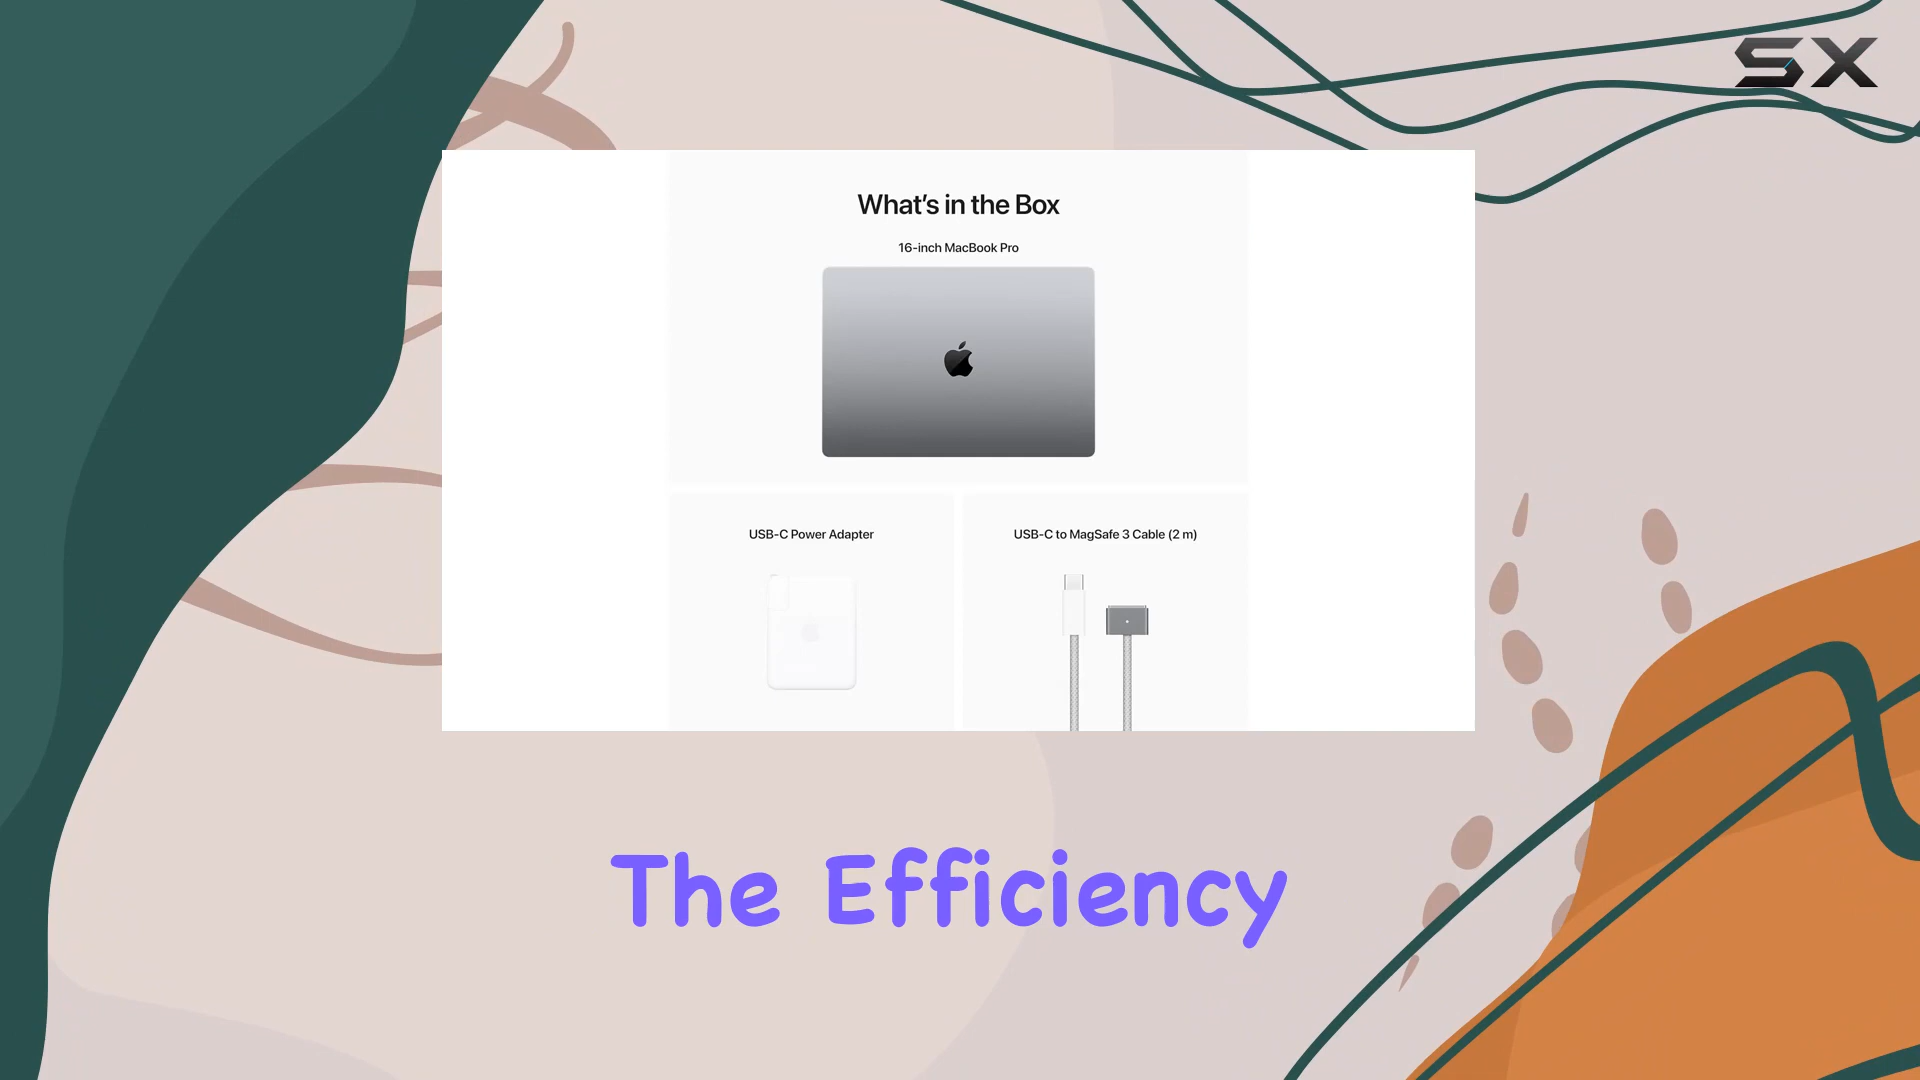 SX
What's in the Box
16-inch MacBook Pro
USB-C Power Adapter
USB-C to MagSafe 3 Cable (2 m)
The Efficiency